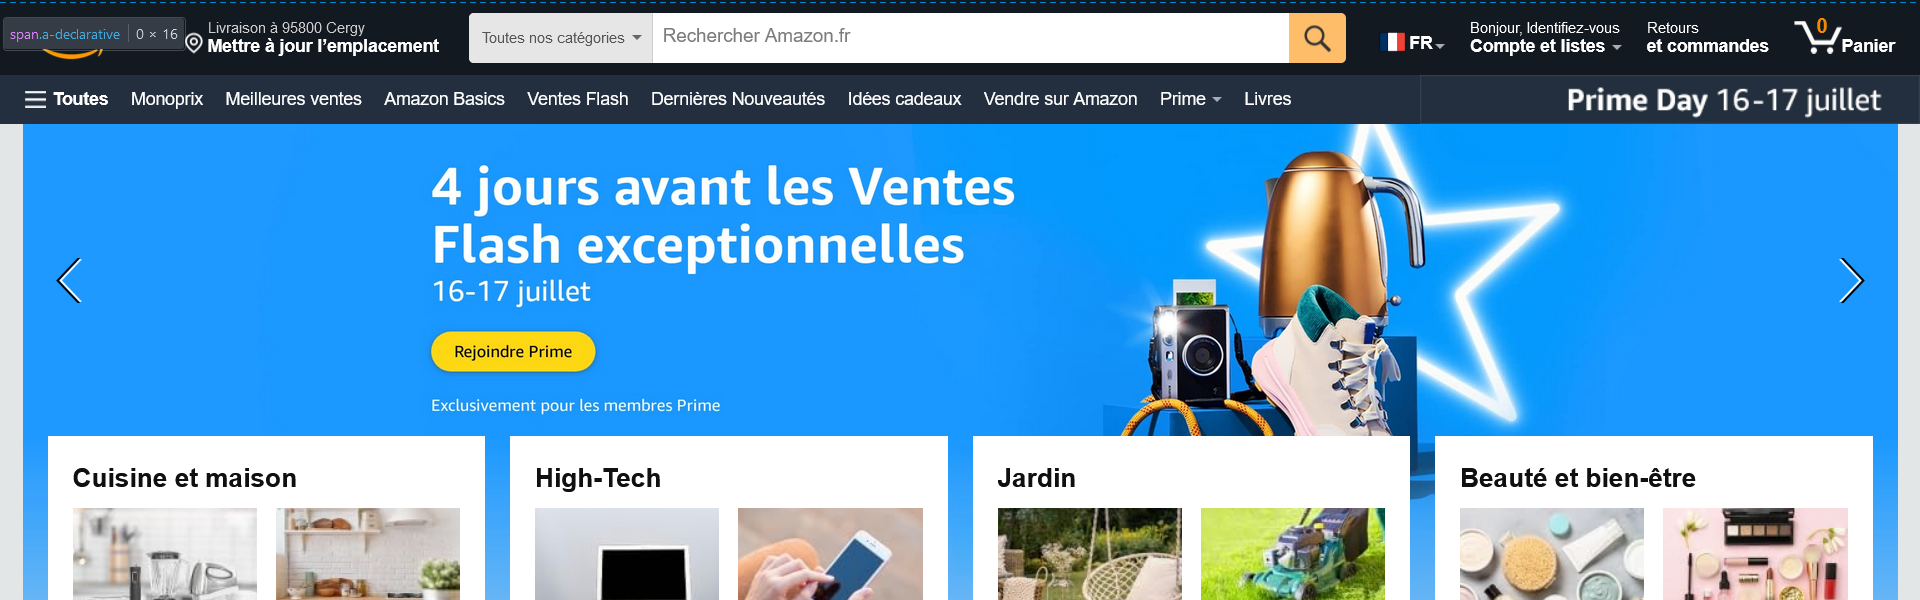 span.a-declarative 0 × 16
Livraison à 95800 Cergy
Mettre à jour l’emplacement
Toutes nos catégories
Rechercher Amazon.fr
FR
Bonjour, Identifiez-vous
Compte et listes
Retours
et commandes
0
Panier
Toutes
Monoprix
Meilleures ventes
Amazon Basics
Ventes Flash
Dernières Nouveautés
Idées cadeaux
Vendre sur Amazon
Prime
Livres
Prime Day 16-17 juillet
4 jours avant les Ventes
Flash exceptionnelles
16-17 juillet
Rejoindre Prime
Exclusivement pour les membres Prime
Cuisine et maison
High-Tech
Jardin
Beauté et bien-être